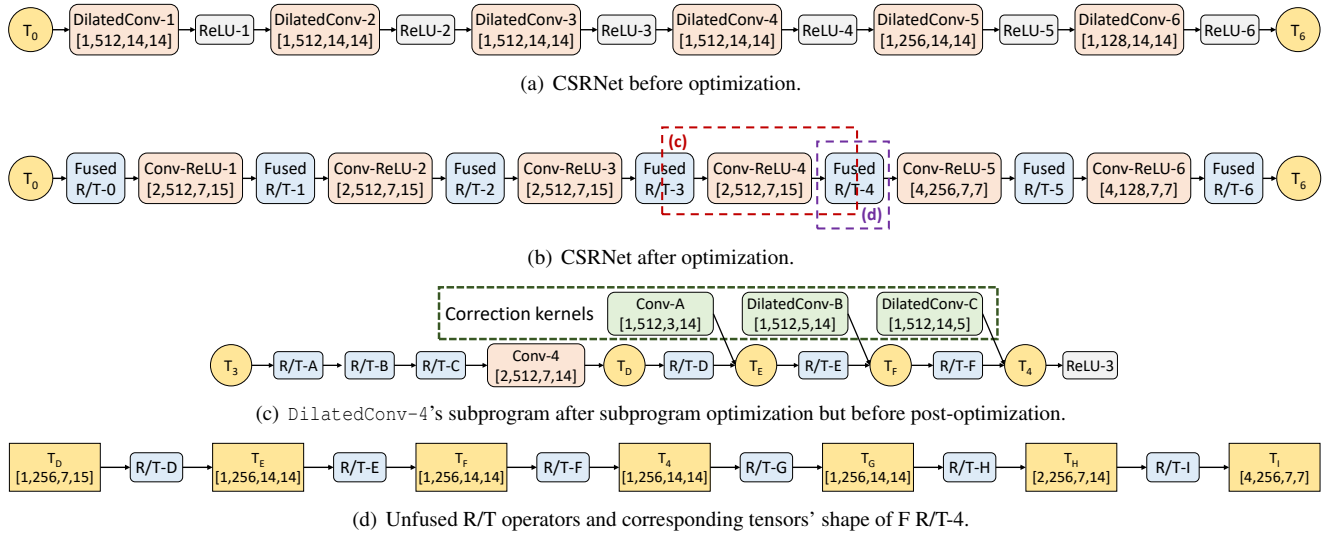 T0 DilatedConv-1 [1,512,14,14] ReLU-1 DilatedConv-2 [1,512,14,14] ReLU-2 DilatedConv-3 [1,512,14,14] ReLU-3 DilatedConv-4 [1,512,14,14] ReLU-4 DilatedConv-5 [1,256,14,14] ReLU-5 DilatedConv-6 [1,128,14,14] ReLU-6 T6
(a) CSRNet before optimization.
(c)
T0 Fused R/T-0 Conv-ReLU-1 [2,512,7,15] Fused R/T-1 Conv-ReLU-2 [2,512,7,15] Fused R/T-2 Conv-ReLU-3 [2,512,7,15] Fused R/T-3 Conv-ReLU-4 [2,512,7,15] Fused R/T-4 Conv-ReLU-5 [4,256,7,7] Fused R/T-5 Conv-ReLU-6 [4,128,7,7] Fused R/T-6 T6
(d)
(b) CSRNet after optimization.
Correction kernels Conv-A [1,512,3,14] DilatedConv-B [1,512,5,14] DilatedConv-C [1,512,14,5]
T3 R/T-A R/T-B R/T-C Conv-4 [2,512,7,14] TD R/T-D TE R/T-E TF R/T-F T4 ReLU-3
(c) DilatedConv-4's subprogram after subprogram optimization but before post-optimization.
TD [1,256,7,15] R/T-D TE [1,256,14,14] R/T-E TF [1,256,14,14] R/T-F T4 [1,256,14,14] R/T-G TG [1,256,14,14] R/T-H TH [2,256,7,14] R/T-I TI [4,256,7,7]
(d) Unfused R/T operators and corresponding tensors' shape of F R/T-4.